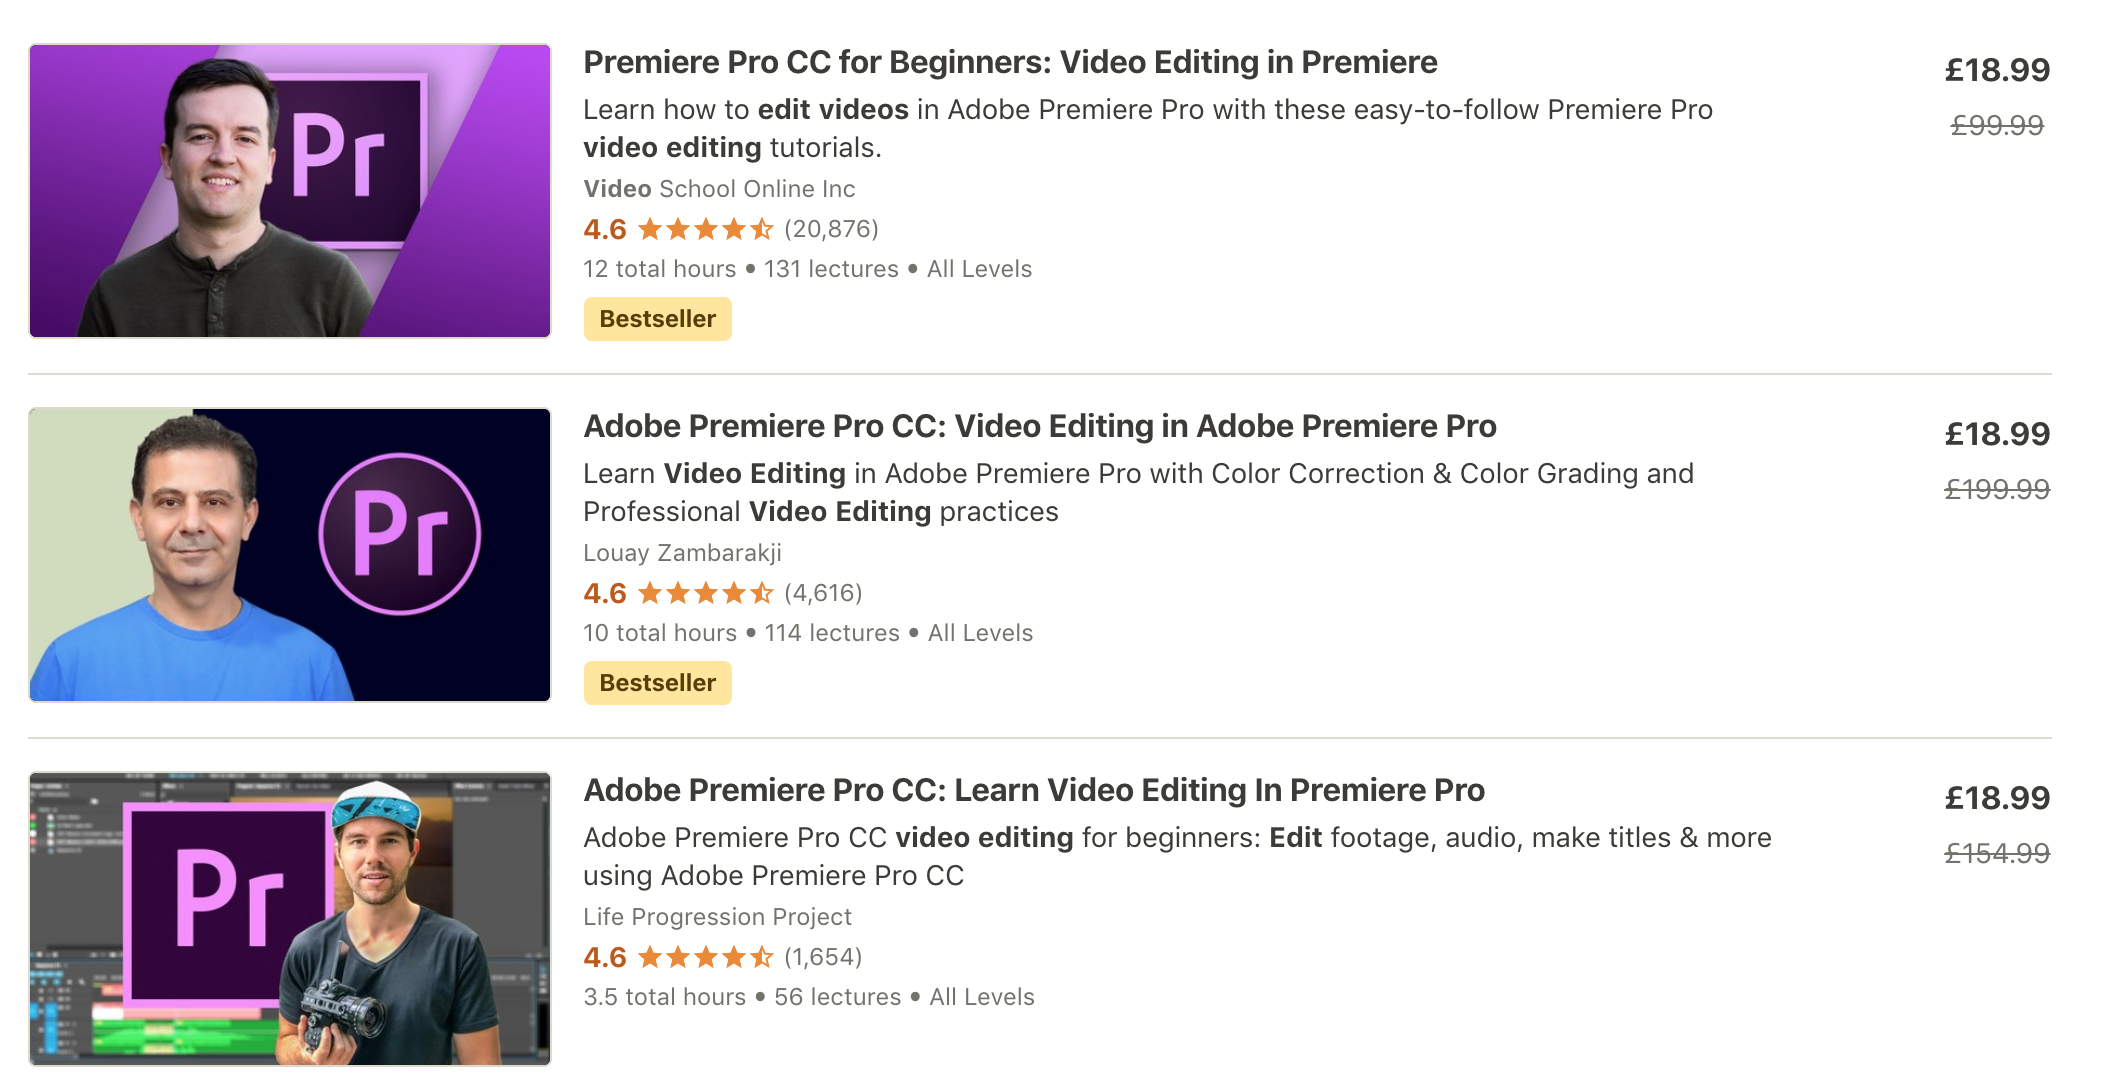 Pr
Premiere Pro CC for Beginners: Video Editing in Premiere
£18.99
Learn how to edit videos in Adobe Premiere Pro with these easy-to-follow Premiere Pro
£99.99
video editing tutorials.
Video School Online Inc
4.6 (20,876)
12 total hours • 131 lectures • All Levels
Bestseller
Pr
Adobe Premiere Pro CC: Video Editing in Adobe Premiere Pro
£18.99
Learn Video Editing in Adobe Premiere Pro with Color Correction & Color Grading and
£199.99
Professional Video Editing practices
Louay Zambarakji
4.6 (4,616)
10 total hours • 114 lectures • All Levels
Bestseller
Pr
Adobe Premiere Pro CC: Learn Video Editing In Premiere Pro
£18.99
Adobe Premiere Pro CC video editing for beginners: Edit footage, audio, make titles & more
£154.99
using Adobe Premiere Pro CC
Life Progression Project
4.6 (1,654)
3.5 total hours • 56 lectures • All Levels